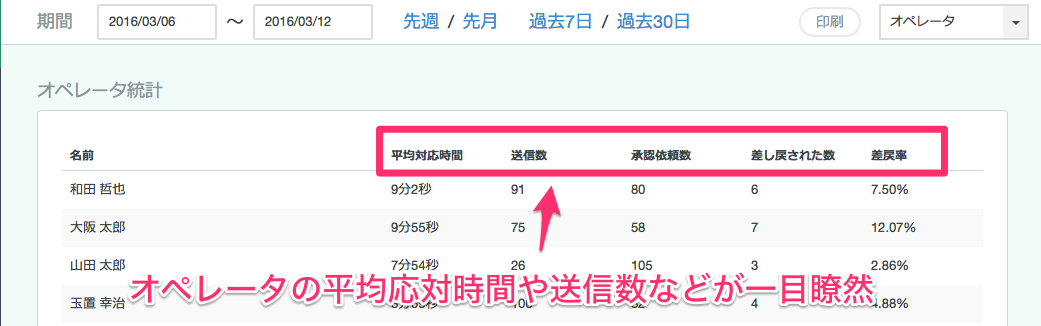 期間 2016/03/06 〜 2016/03/12 先週 / 先月 過去7日 / 過去30日 印刷 オペレータ
オペレータ統計
名前 平均対応時間 送信数 承認依頼数 差し戻された数 差戻率
和田 哲也 9分2秒 91 80 6 7.50%
大阪 太郎 9分55秒 75 58 7 12.07%
山田 太郎 7分54秒 26 105 3 2.86%
オペレータの平均応対時間や送信数などが一目瞭然
玉置 幸治 4